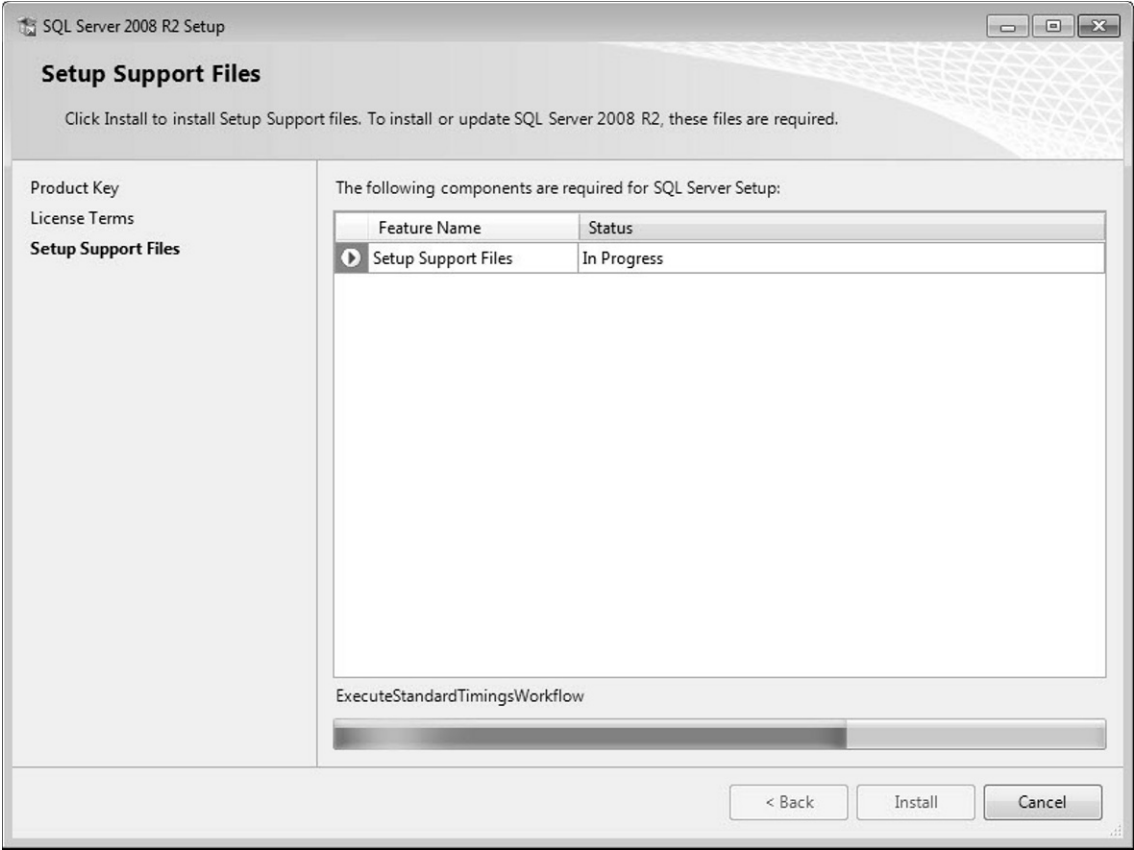 SQL Server 2008 R2 Setup
Setup Support Files
Click Install to install Setup Support files. To install or update SQL Server 2008 R2, these files are required.
Product Key
License Terms
Setup Support Files
The following components are required for SQL Server Setup:
Feature Name Status
Setup Support Files In Progress
ExecuteStandardTimingsWorkflow
< Back Install Cancel